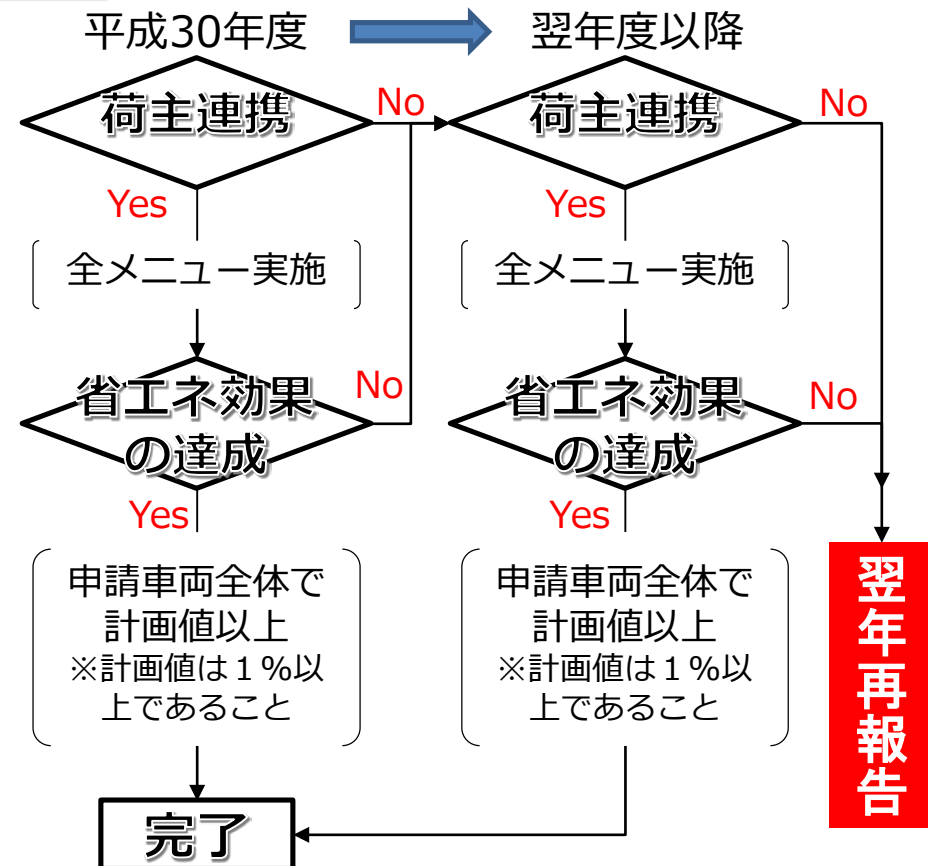 平成30年度
翌年度以降
荷主連携
No
Yes
全メニュー実施
省エネ効果
の達成
No
Yes
申請車両全体で
計画値以上
※計画値は１%以
上であること
完了
荷主連携
No
Yes
全メニュー実施
省エネ効果
の達成
No
Yes
申請車両全体で
計画値以上
※計画値は１%以
上であること
翌年再報告